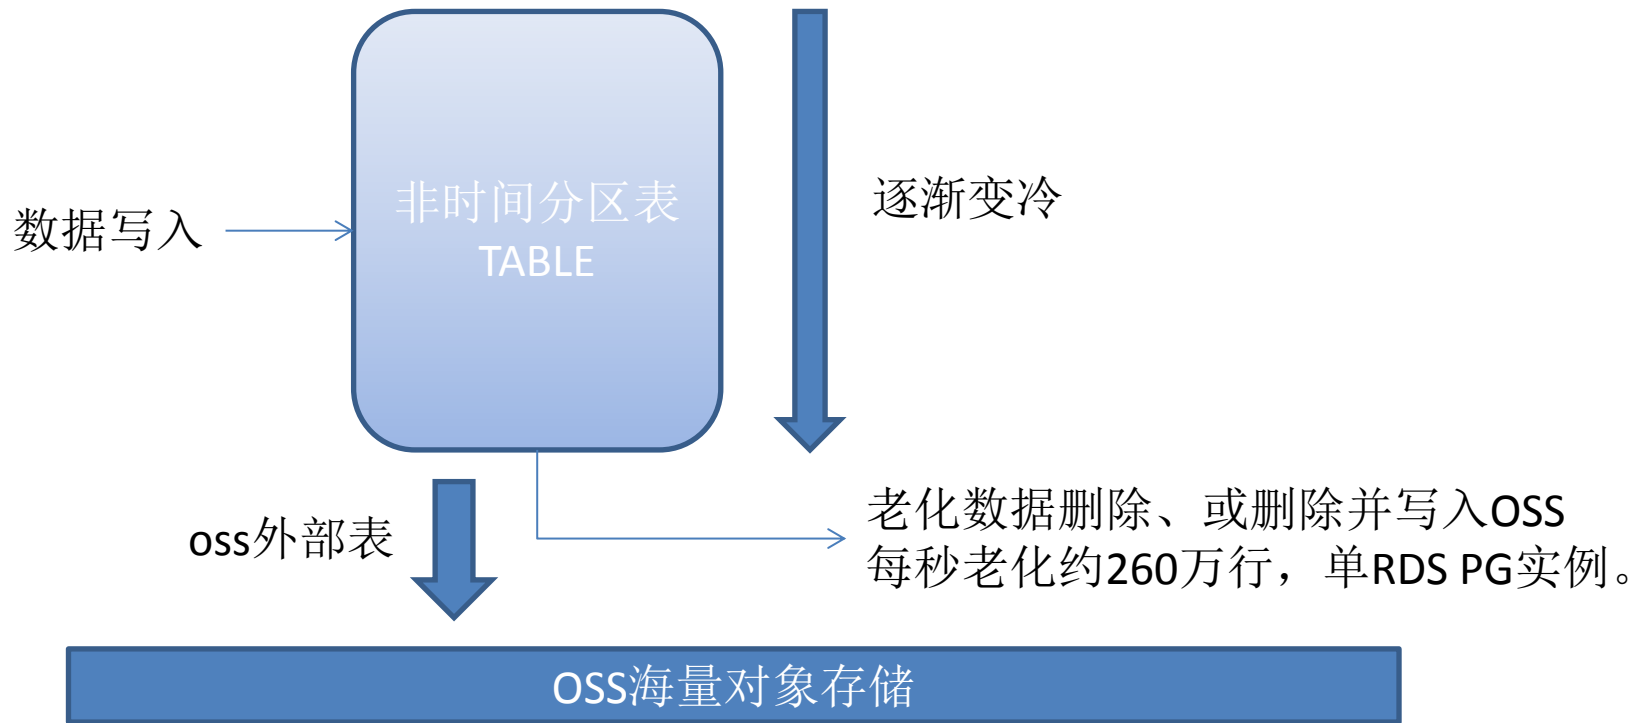 数据写入
非时间分区表
TABLE
逐渐变冷
oss外部表
老化数据删除、或删除并写入OSS
每秒老化约260万行，单RDS PG实例。
OSS海量对象存储